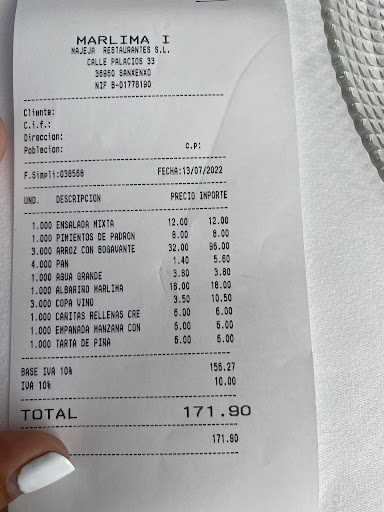 MARLIMA I
MAJEJA RESTAURANTES S.L.
CALLE PALACIOS 33
36960 SANXENXO
NIF B-01778190
Cliente:
C.i.f.:
Direccion:
Poblacion: C.P:
F.Simpli:036568 FECHA:13/07/2022
UND. DESCRIPCION PRECIO IMPORTE
1.000 ENSALADA MIXTA 12.00 12.00
1.000 PIMIENTOS DE PADRON 8.00 8.00
3.000 ARROZ CON BOGAVANTE 32.00 96.00
4.000 PAN 1.40 5.60
1.000 AGUA GRANDE 3.80 3.80
1.000 ALBARINO MARLIMA 18.00 18.00
3.000 COPA VINO 3.50 10.50
1.000 CANITAS RELLENAS CRE 6.00 6.00
1.000 EMPANADA MANZANA CON 6.00 6.00
1.000 TARTA DE PINA 6.00 6.00
BASE IVA 10% 156.27
IVA 10% 10.00
TOTAL 171.90
171.90